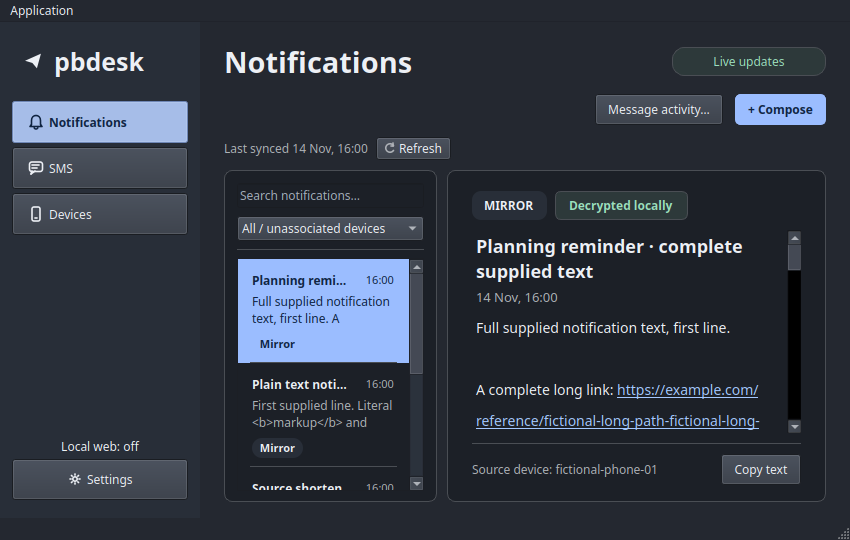 Application
pbdesk
Notifications
SMS
Devices
Local web: off
Settings
Notifications
Live updates
Message activity...
+ Compose
Last synced 14 Nov, 16:00
Refresh
Search notifications...
All / unassociated devices
Planning remi... 16:00
Full supplied notification
text, first line. A
Mirror
Plain text noti... 16:00
First supplied line. Literal
<b>markup</b> and
Mirror
Source shorten 16:00
MIRROR
Decrypted locally
Planning reminder · complete
supplied text
14 Nov, 16:00
Full supplied notification text, first line.
A complete long link: https://example.com/
reference/fictional-long-path-fictional-long-
Source device: fictional-phone-01
Copy text